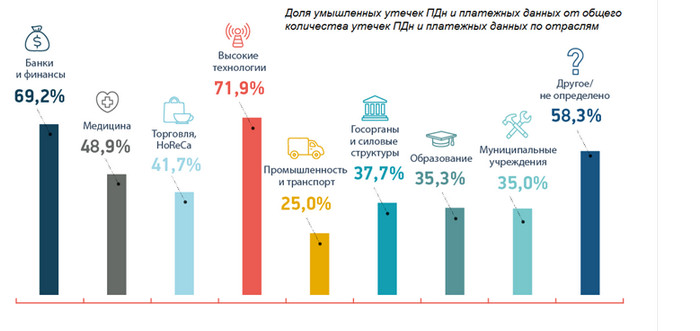 Доля умышленных утечек ПДн и платежных данных от общего
количества утечек ПДн и платежных данных по отраслям
Банки
и финансы
69,2%
Медицина
48,9%
Торговля,
HoReCa
41,7%
Высокие
технологии
71,9%
Промышленность
и транспорт
25,0%
Госорганы
и силовые
структуры
37,7%
Образование
35,3%
Муниципальные
учреждения
35,0%
Другое/
не определено
58,3%